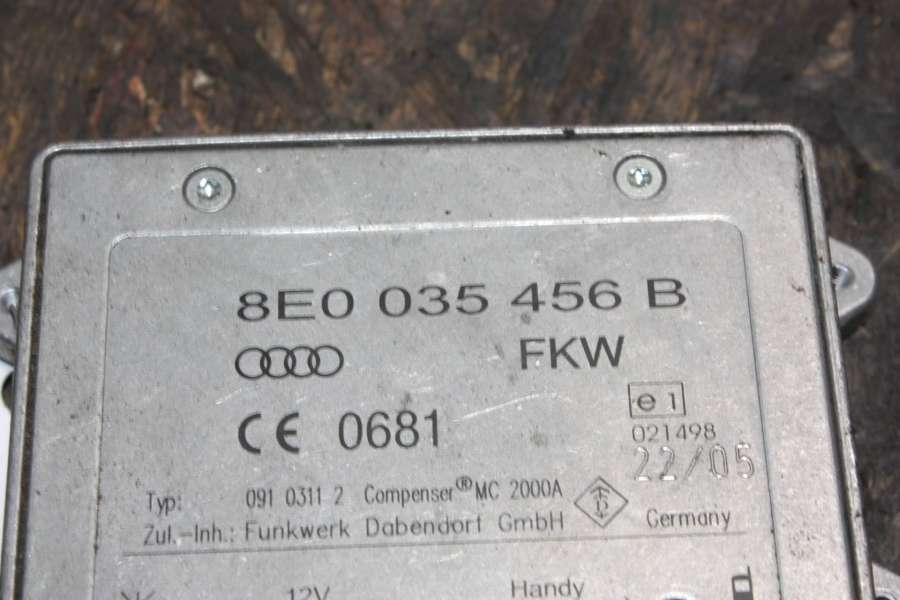 8E0 035 456 B
FKW
CE 0681
e 1
021498
22/05
Typ: 091 0311 2 Compenser® MC 2000A
Zul.-Inh.: Funkwerk Dabendorf GmbH Germany
12V Handy